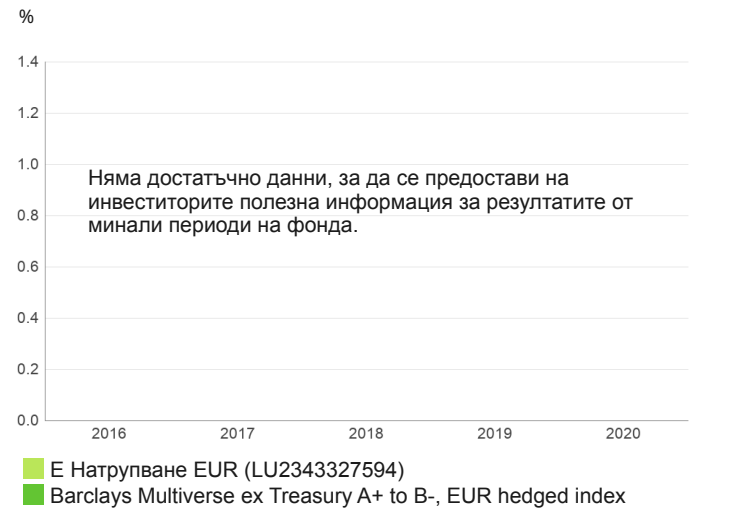 %
1.4
1.2
1.0
Няма достатъчно данни, за да се предостави на
инвеститорите полезна информация за резултатите от
0.8
минали периоди на фонда.
0.6
0.4
0.2
0.0
2016 2017 2018 2019 2020
Е Натрупване EUR (LU2343327594)
Barclays Multiverse ex Treasury A+ to B-, EUR hedged index